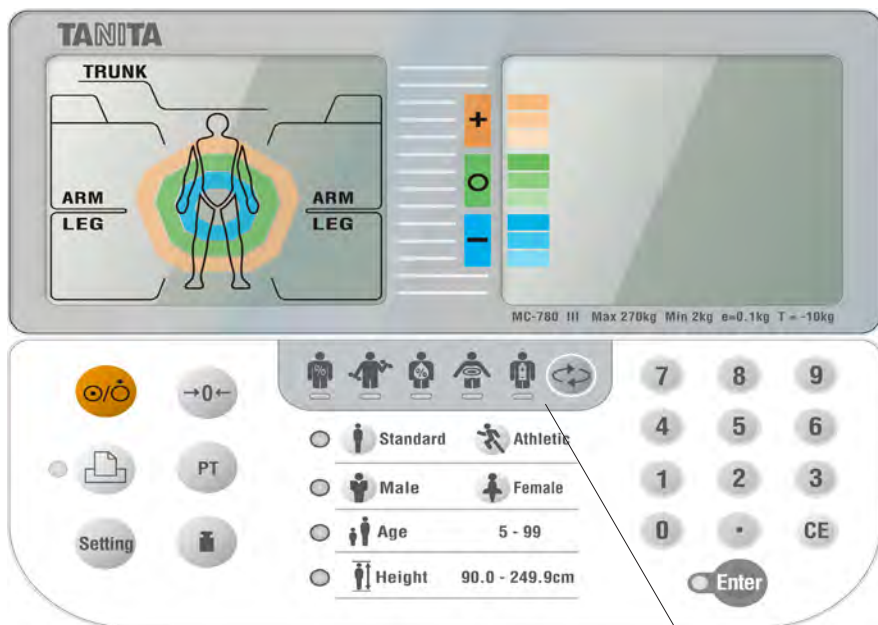 TANITA
TRUNK
ARM
LEG
ARM
LEG
+
O
−
MC-780 III Max 270kg Min 2kg e=0.1kg T = -10kg
→0←
PT
Setting
% %
Standard Athletic
Male Female
Age 5 - 99
Height 90.0 - 249.9cm
7 8 9
4 5 6
1 2 3
0 . CE
Enter